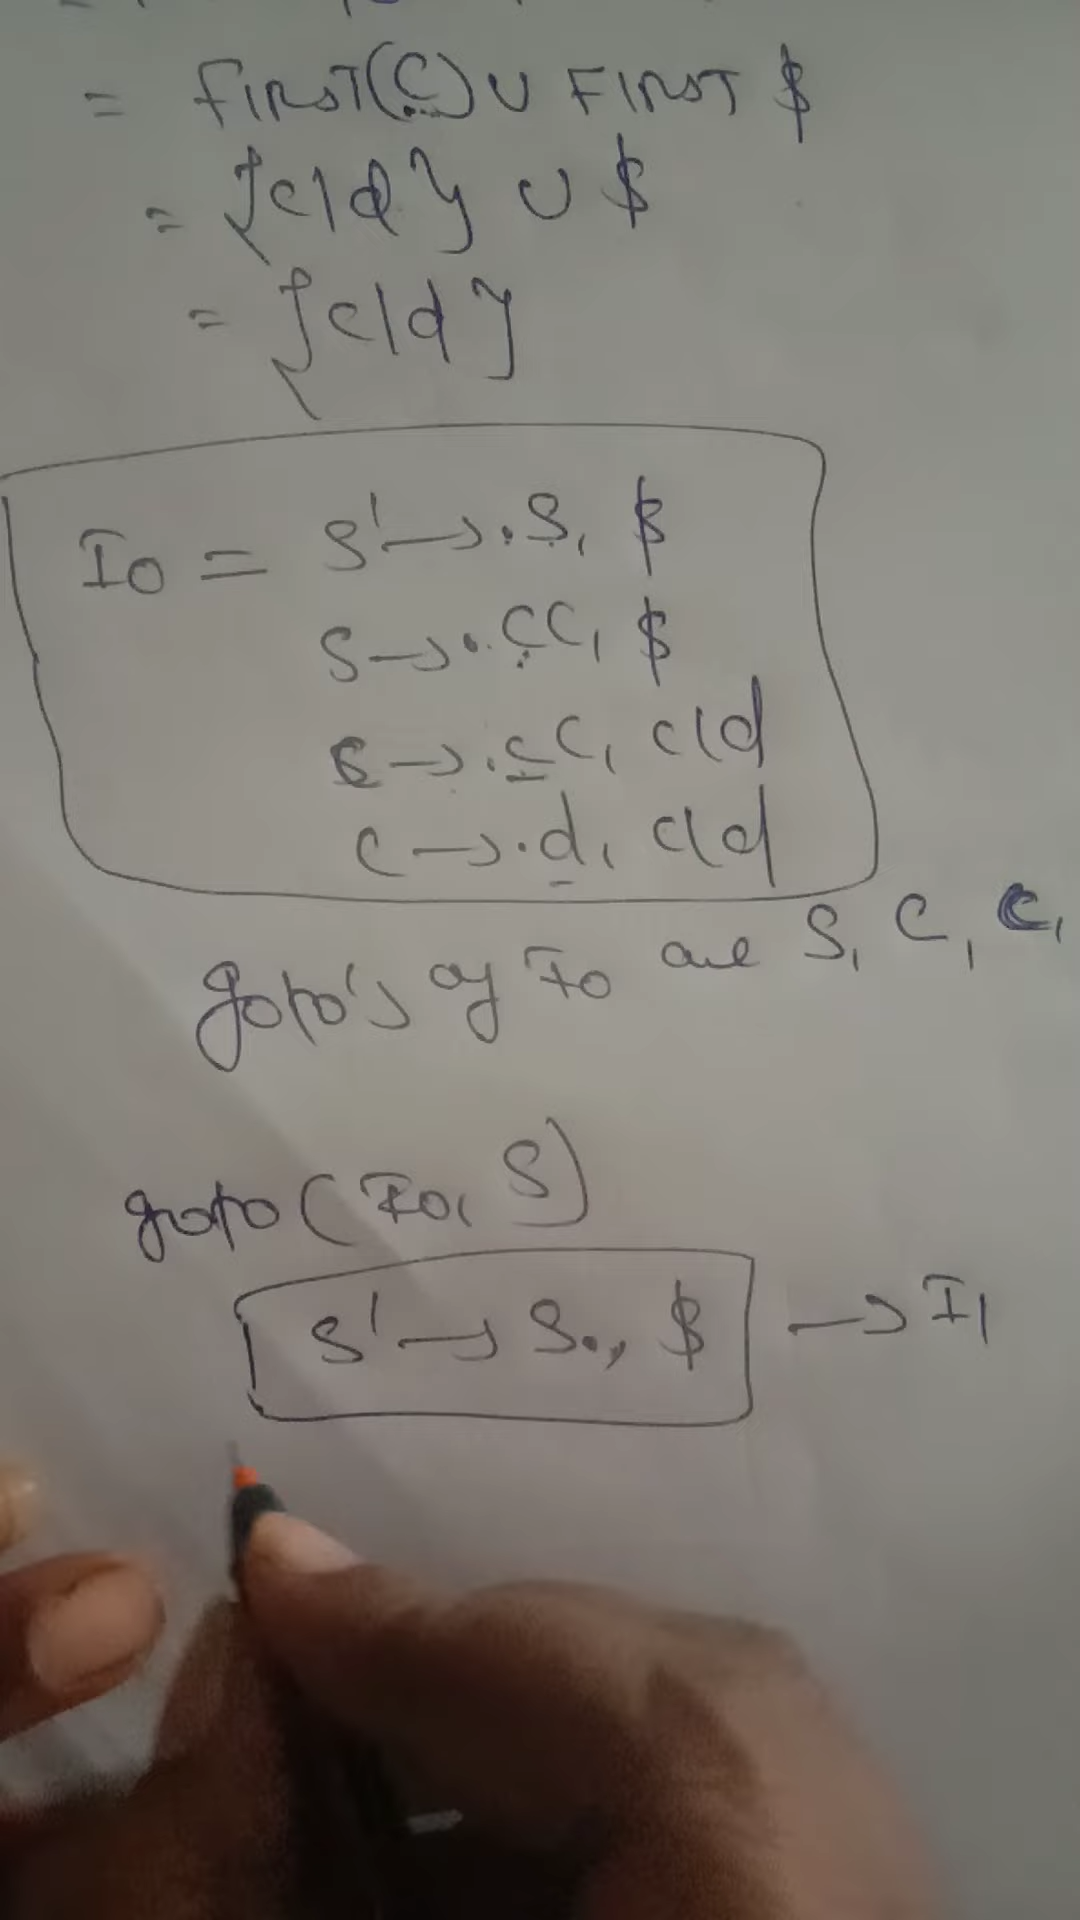 = FIRST(C) ∪ FIRST $
= {c/d} ∪ $
= {c/d}
I0 = S' → .S, $
S → .CC, $
C → .cC, c/d
C → .d, c/d
goto's of I0 are S, C, c,
goto (I0, S)
S' → S., $ → I1